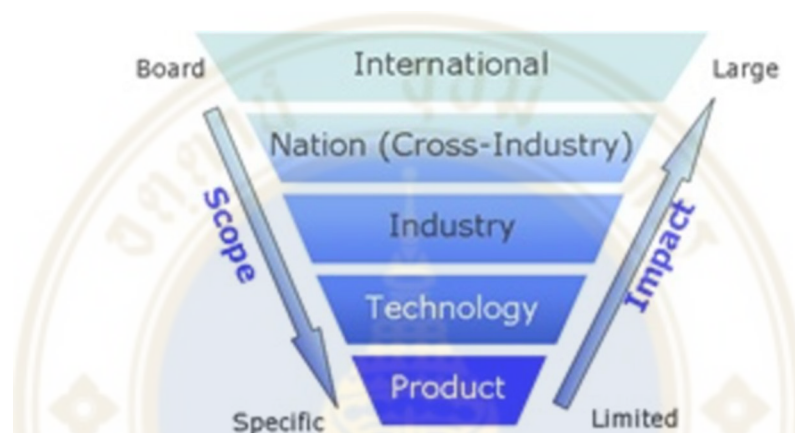 International
Board
Large
Nation (Cross-Industry)
Scope
Industry
Impact
Technology
Product
Specific
Limited